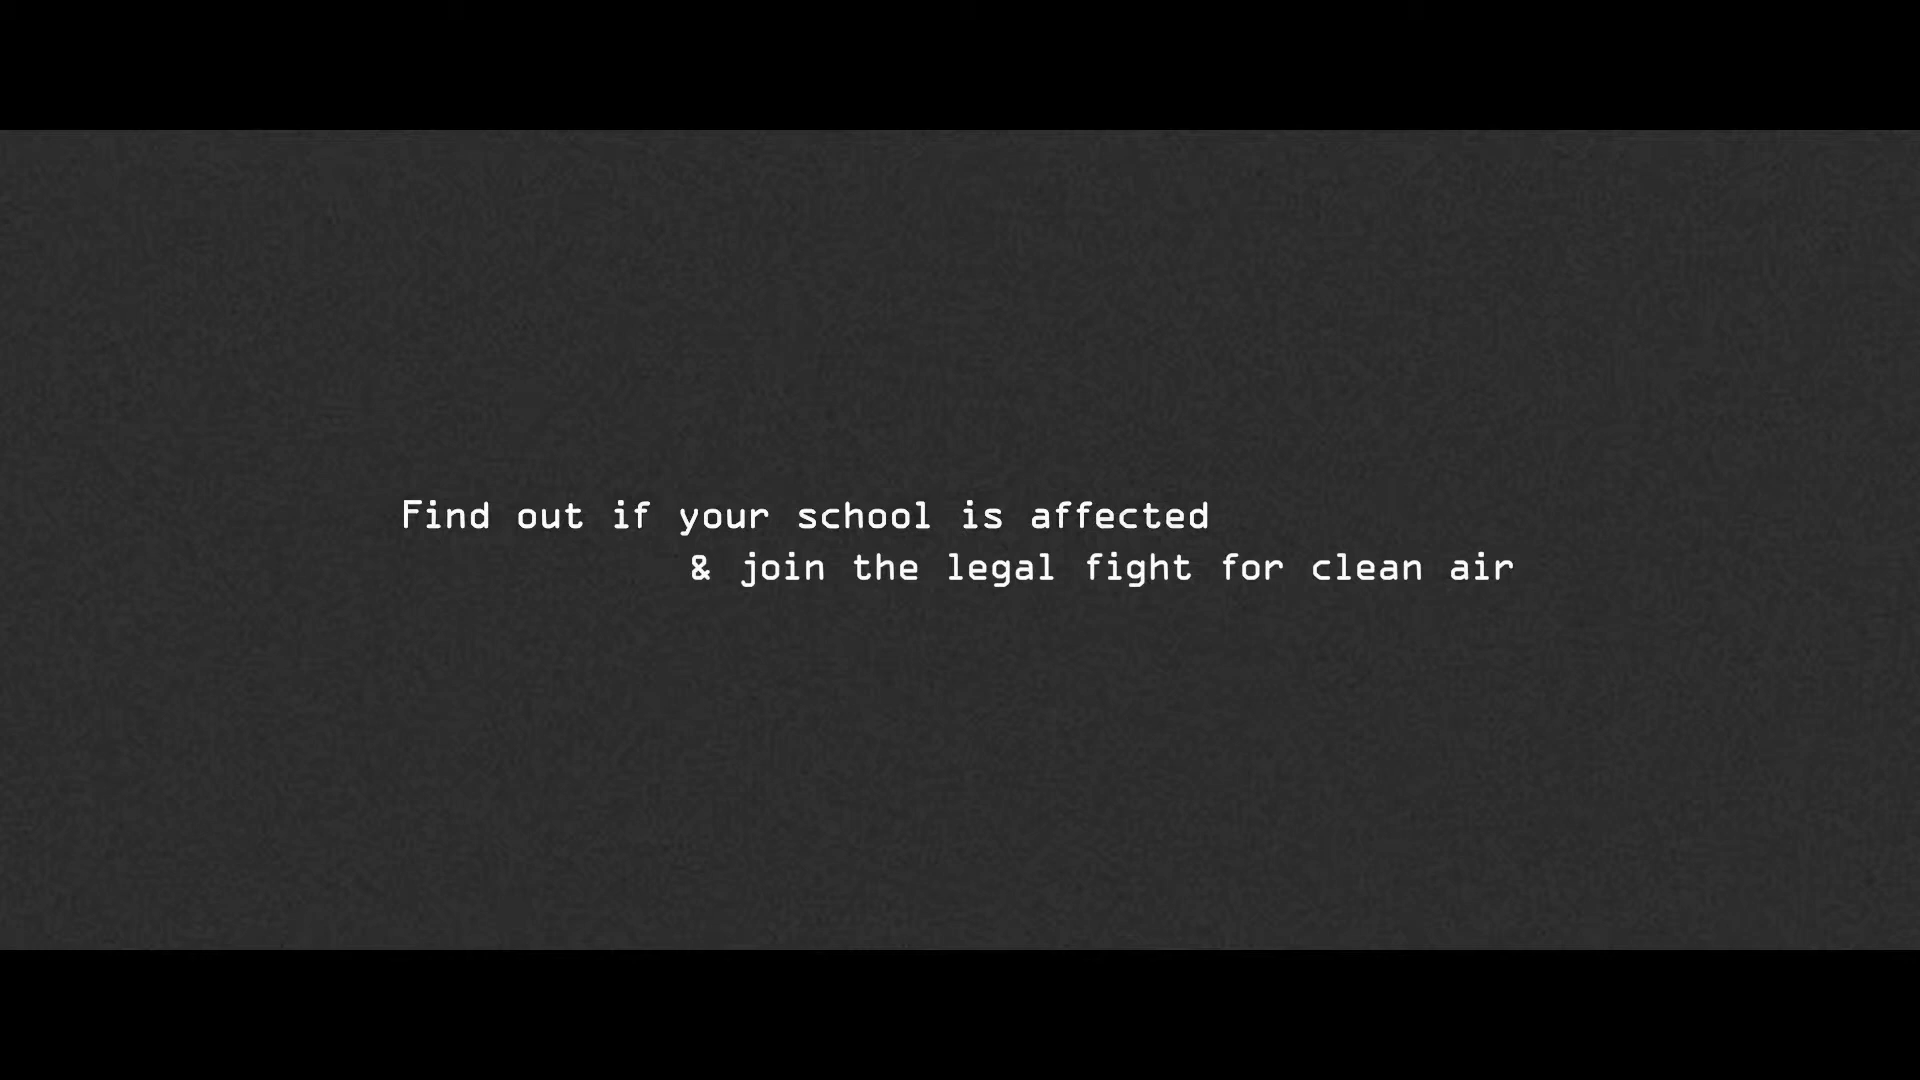 Find out if your school is affected
& join the legal fight for clean air